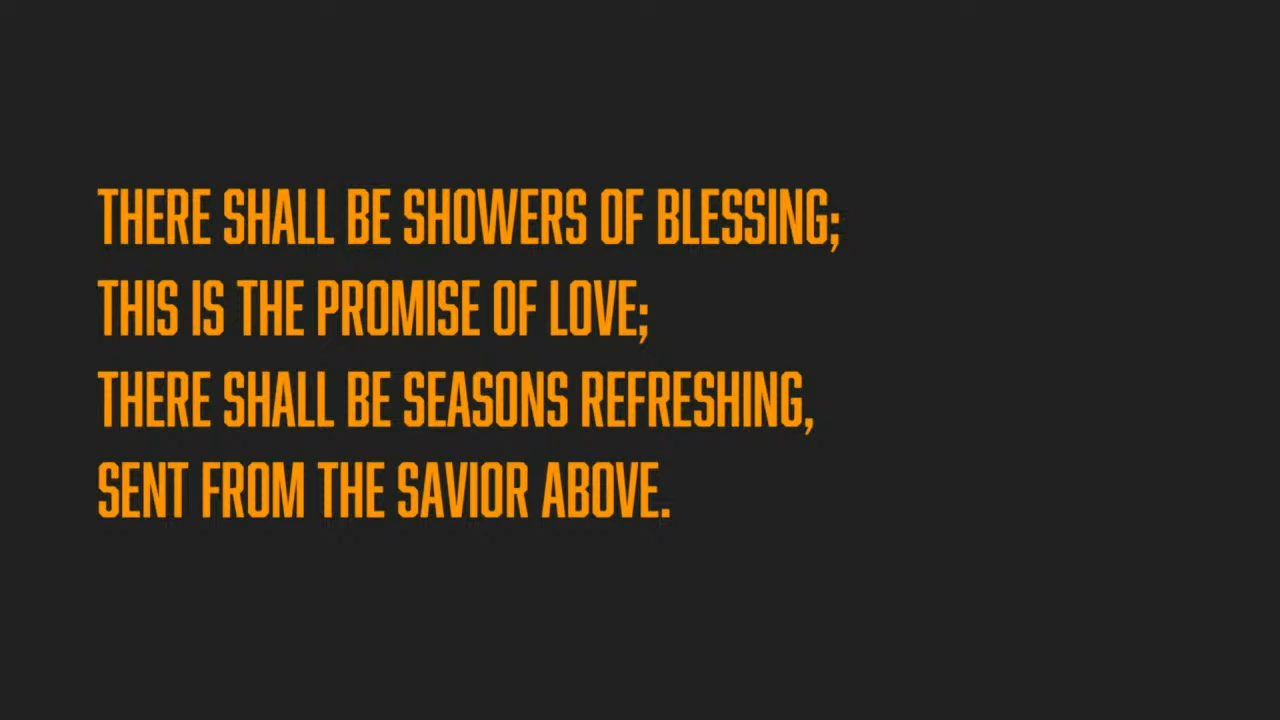 THERE SHALL BE SHOWERS OF BLESSING;
THIS IS THE PROMISE OF LOVE;
THERE SHALL BE SEASONS REFRESHING,
SENT FROM THE SAVIOR ABOVE.